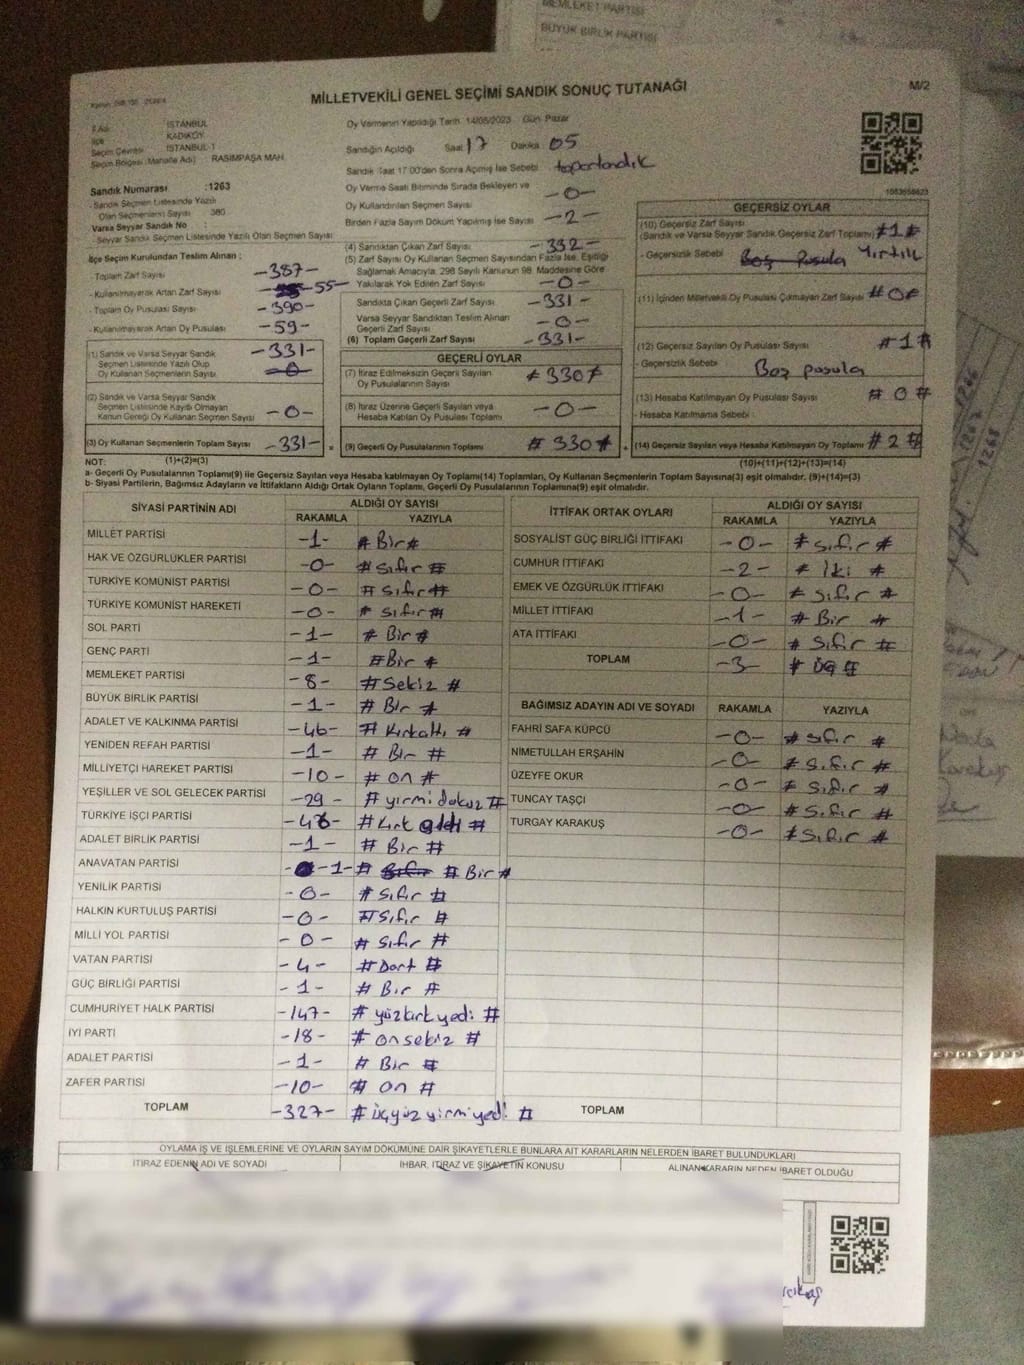 MEMLEKET PARTİSİ
BÜYÜK BİRLİK PARTİSİ
MİLLETVEKİLİ GENEL SEÇİMİ SANDIK SONUÇ TUTANAĞI
M/2
İl Adı : İSTANBUL
İlçe : KADIKÖY
Seçim Çevresi : İSTANBUL-1
Seçim Bölgesi (Mahalle Adı) : RASİMPAŞA MAH.
Oy Vermenin Yapıldığı Tarih: 14/05/2023 Gün: Pazar
Sandığın Açıldığı Saat 17 Dakika 05
Sandık Saat 17:00'den Sonra Açılmış İse Sebebi - toparlandık
Sandık Numarası :1263
- Sandık Seçmen Listesinde Yazılı Olan Seçmenlerin Sayısı 380
Varsa Seyyar Sandık No :
- Seyyar Sandık Seçmen Listesinde Yazılı Olan Seçmen Sayısı :
Oy Verme Saati Bitiminde Sırada Bekleyen ve Oy Kullandırılan Seçmen Sayısı -0-
Birden Fazla Sayım Döküm Yapılmış İse Sayısı -2-
İlçe Seçim Kurulundan Teslim Alınan ;
- Toplam Zarf Sayısı -387-
- Kullanılmayarak Artan Zarf Sayısı -55-
- Toplam Oy Pusulası Sayısı -390-
- Kullanılmayarak Artan Oy Pusulası -59-
(4) Sandıktan Çıkan Zarf Sayısı -332-
(5) Zarf Sayısı Oy Kullanan Seçmen Sayısından Fazla İse, Eşitliği Sağlamak Amacıyla, 298 Sayılı Kanunun 98. Maddesine Göre Yakılarak Yok Edilen Zarf Sayısı -0-
Sandıkta Çıkan Geçerli Zarf Sayısı -331-
Varsa Seyyar Sandıktan Teslim Alınan Geçerli Zarf Sayısı -0-
(6) Toplam Geçerli Zarf Sayısı -331-
1083658623
GEÇERSİZ OYLAR
(10) Geçersiz Zarf Sayısı (Sandık ve Varsa Seyyar Sandık Geçersiz Zarf Toplamı) #1#
- Geçersizlik Sebebi Boş Pusula Yırtık
(11) İçinden Milletvekili Oy Pusulası Çıkmayan Zarf Sayısı #0#
(12) Geçersiz Sayılan Oy Pusulası Sayısı #1#
- Geçersizlik Sebebi : Boş pusula
(13) Hesaba Katılmayan Oy Pusulası Sayısı #0#
- Hesaba Katılmama Sebebi :
(14) Geçersiz Sayılan veya Hesaba Katılmayan Oy Toplamı #2#
(10)+(11)+(12)+(13)=(14)
(1) Sandık ve Varsa Seyyar Sandık Seçmen Listesinde Yazılı Olup Oy Kullanan Seçmenlerin Sayısı -331- -0-
(2) Sandık ve Varsa Seyyar Sandık Seçmen Listesinde Kayıtlı Olmayan Kanun Gereği Oy Kullanan Seçmen Sayısı -0-
(3) Oy Kullanan Seçmenlerin Toplam Sayısı -331-
(1)+(2)=(3)
GEÇERLİ OYLAR
(7) İtiraz Edilmeksizin Geçerli Sayılan Oy Pusulalarının Sayısı #330#
(8) İtiraz Üzerine Geçerli Sayılan veya Hesaba Katılan Oy Pusulası Toplamı -0-
(9) Geçerli Oy Pusulalarının Toplamı #330#
NOT:
a- Geçerli Oy Pusulalarının Toplamı(9) ile Geçersiz Sayılan veya Hesaba katılmayan Oy Toplamı(14) Toplamları, Oy Kullanan Seçmenlerin Toplam Sayısına(3) eşit olmalıdır. (9)+(14)=(3)
b- Siyasi Partilerin, Bağımsız Adayların ve İttifakların Aldığı Ortak Oyların Toplamı, Geçerli Oy Pusulalarının Toplamına(9) eşit olmalıdır.
SİYASİ PARTİNİN ADI ALDIĞI OY SAYISI
RAKAMLA YAZIYLA
MİLLET PARTİSİ -1- #Bir#
HAK VE ÖZGÜRLÜKLER PARTİSİ -0- #Sıfır#
TÜRKİYE KOMÜNİST PARTİSİ -0- #Sıfır#
TÜRKİYE KOMÜNİST HAREKETİ -0- #Sıfır#
SOL PARTİ -1- #Bir#
GENÇ PARTİ -1- #Bir#
MEMLEKET PARTİSİ -8- #Sekiz#
BÜYÜK BİRLİK PARTİSİ -1- #Bir#
ADALET VE KALKINMA PARTİSİ -46- #Kırkaltı#
YENİDEN REFAH PARTİSİ -1- #Bir#
MİLLİYETÇİ HAREKET PARTİSİ -10- #On#
YEŞİLLER VE SOL GELECEK PARTİSİ -29- #yirmidokuz#
TÜRKİYE İŞÇİ PARTİSİ #Kırk
ADALET BİRLİK PARTİSİ -1- #Bir#
ANAVATAN PARTİSİ -1- #Sıfır #Bir#
YENİLİK PARTİSİ -0- #Sıfır#
HALKIN KURTULUŞ PARTİSİ -0- #Sıfır#
MİLLİ YOL PARTİSİ -0- #Sıfır#
VATAN PARTİSİ -4- #Dört#
GÜÇ BİRLİĞİ PARTİSİ -1- #Bir#
CUMHURİYET HALK PARTİSİ -147- #yüzkırkyedi#
İYİ PARTİ -18- #onsekiz#
ADALET PARTİSİ -1- #Bir#
ZAFER PARTİSİ -10- #On#
TOPLAM -327- #üçyüzyirmiyedi#
İTTİFAK ORTAK OYLARI ALDIĞI OY SAYISI
RAKAMLA YAZIYLA
SOSYALİST GÜÇ BİRLİĞİ İTTİFAKI -0- #Sıfır#
CUMHUR İTTİFAKI -2- #İki#
EMEK VE ÖZGÜRLÜK İTTİFAKI -0- #Sıfır#
MİLLET İTTİFAKI -1- #Bir#
ATA İTTİFAKI -0- #Sıfır#
TOPLAM -3- #Üç#
BAĞIMSIZ ADAYIN ADI VE SOYADI RAKAMLA YAZIYLA
FAHRİ SAFA KÜPCÜ -0- #Sıfır#
NİMETULLAH ERŞAHİN -0- #Sıfır#
ÜZEYFE OKUR -0- #Sıfır#
TUNCAY TAŞÇI -0- #Sıfır#
TURGAY KARAKUŞ -0- #Sıfır#
TOPLAM
OYLAMA İŞ VE İŞLEMLERİNE VE OYLARIN SAYIM DÖKÜMÜNE DAİR ŞİKAYETLERLE BUNLARA AİT KARARLARIN NELERDEN İBARET BULUNDUKLARI
İTİRAZ EDENİN ADI VE SOYADI İHBAR, İTİRAZ VE ŞİKAYETİN KONUSU ALINAN KARARIN NEDEN İBARET OLDUĞU
1266
1267
1268